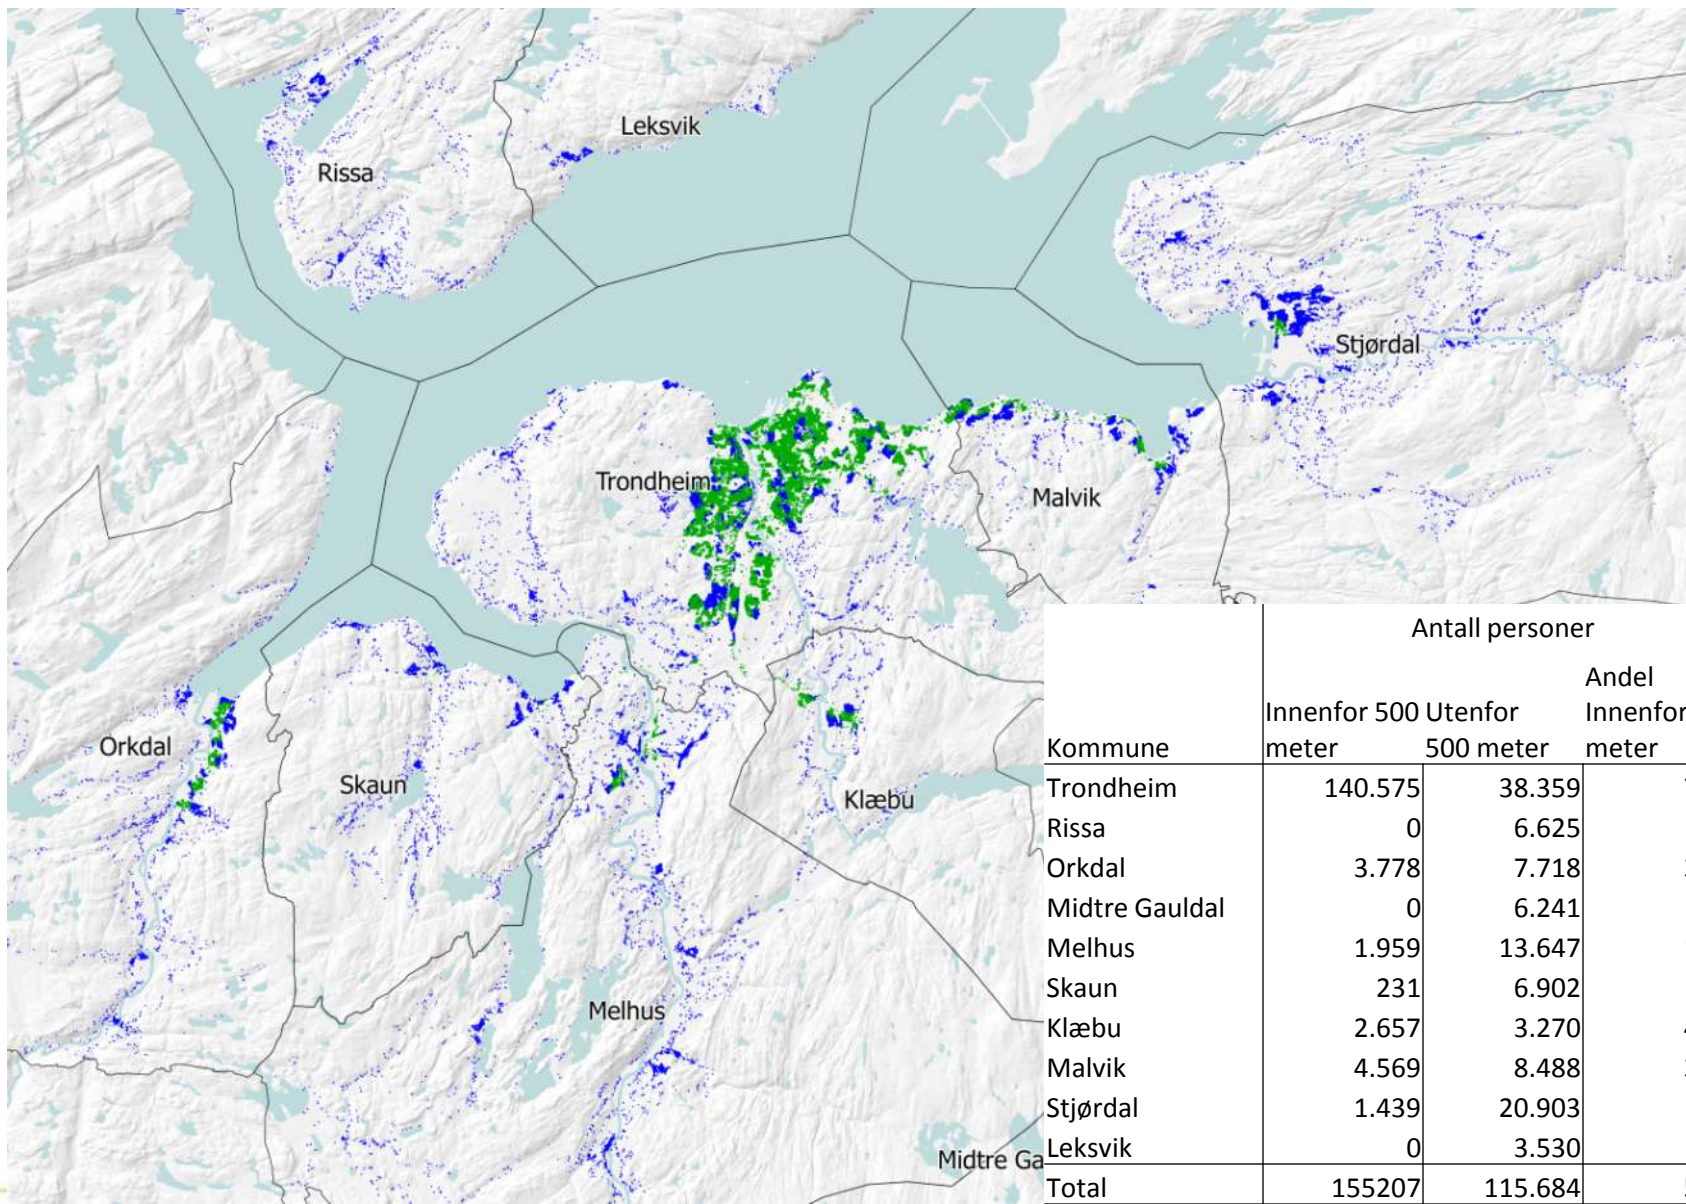 Leksvik
Rissa
Stjørdal
Trondheim
Malvik
Orkdal
Skaun
Klæbu
Melhus
Midtre Ga
Antall personer
Kommune Innenfor 500 meter Utenfor 500 meter Andel Innenfor meter
Trondheim 140.575 38.359
Rissa 0 6.625
Orkdal 3.778 7.718
Midtre Gauldal 0 6.241
Melhus 1.959 13.647
Skaun 231 6.902
Klæbu 2.657 3.270
Malvik 4.569 8.488
Stjørdal 1.439 20.903
Leksvik 0 3.530
Total 155207 115.684